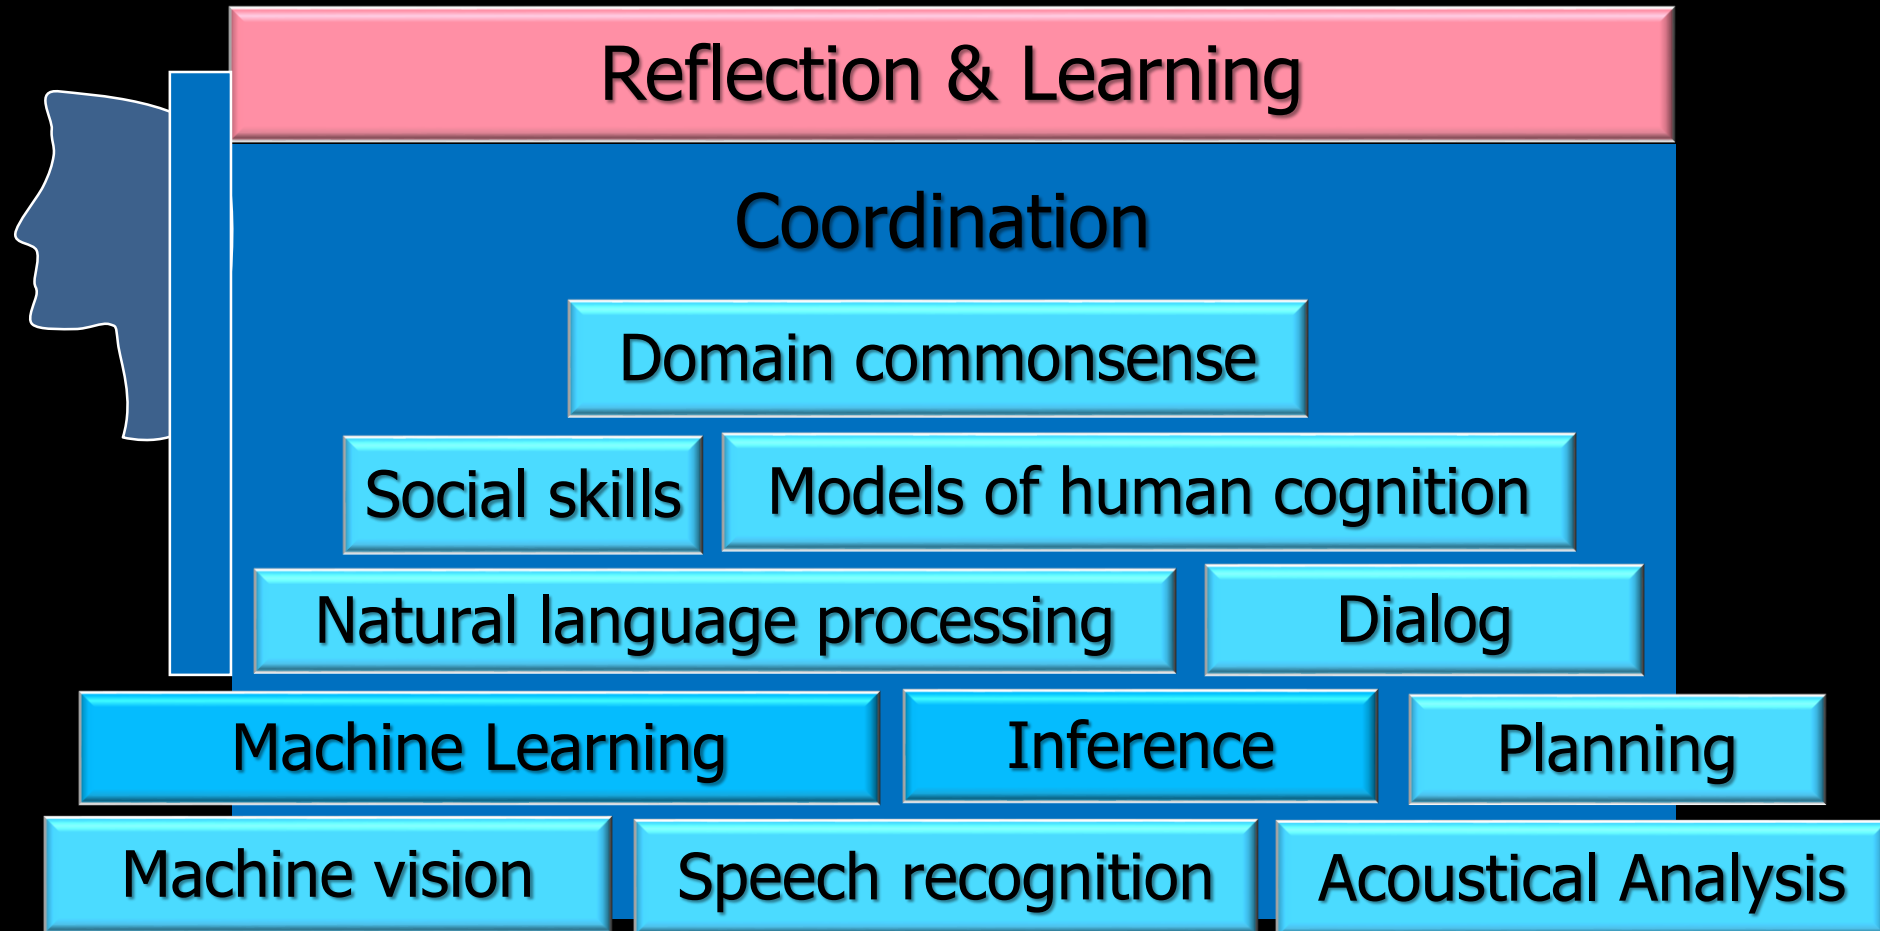 Reflection & Learning
Coordination
Domain commonsense
Social skills
Models of human cognition
Natural language processing
Dialog
Machine Learning
Inference
Planning
Machine vision
Speech recognition
Acoustical Analysis